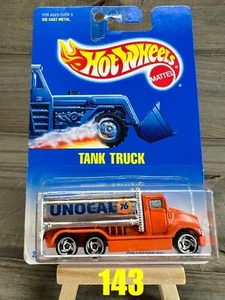 FOR AGES OVER 3
DIE CAST METAL
Hot Wheels
MATTEL
TANK TRUCK
UNOCAL 76
143